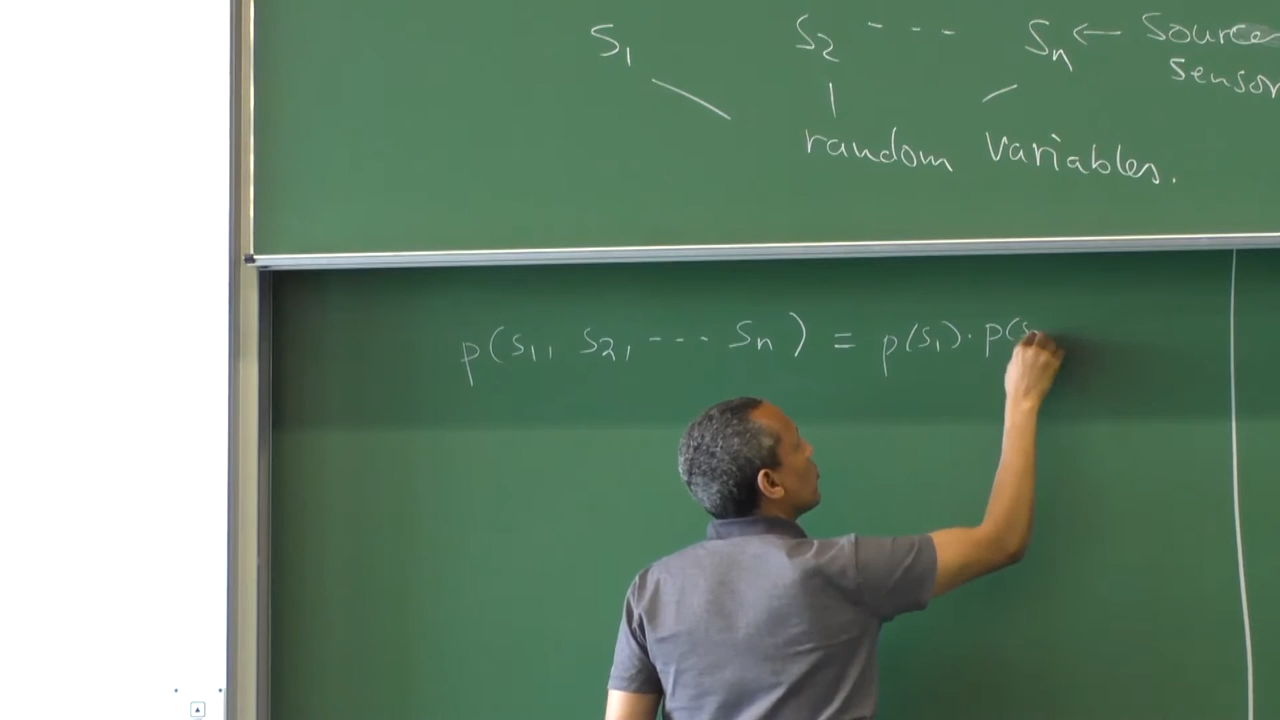 S₁ S₂ - - - Sₙ ← Source
Sensor
random variables.
p(s₁, s₂, - - - sₙ) = p(s₁) · p(s